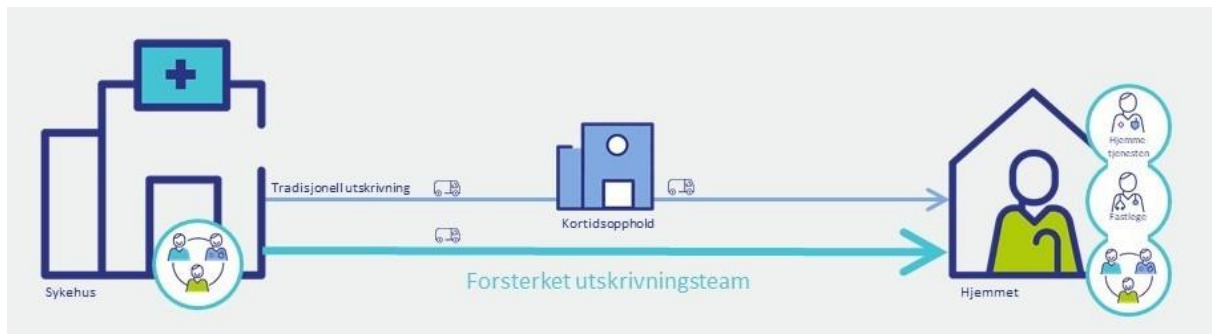 Tradisjonell utskrivning
Kortidsopphold
Forsterket utskrivningsteam
Sykehus
Hjemmet
Hjemme
tjenesten
Fastlege